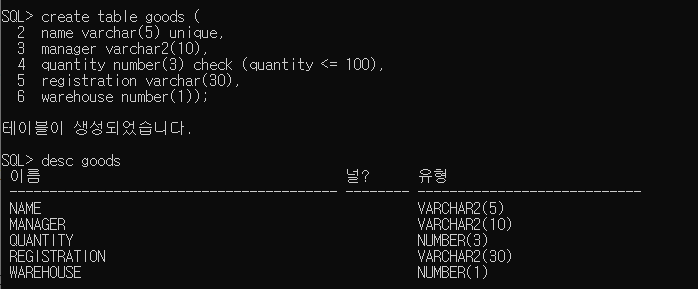 SQL> create table goods (
  2  name varchar(5) unique,
  3  manager varchar2(10),
  4  quantity number(3) check (quantity <= 100),
  5  registration varchar(30),
  6  warehouse number(1));
테이블이 생성되었습니다.
SQL> desc goods
 이름                                      널?      유형
 ----------------------------------------- -------- ----------------------------
 NAME                                               VARCHAR2(5)
 MANAGER                                            VARCHAR2(10)
 QUANTITY                                           NUMBER(3)
 REGISTRATION                                       VARCHAR2(30)
 WAREHOUSE                                          NUMBER(1)